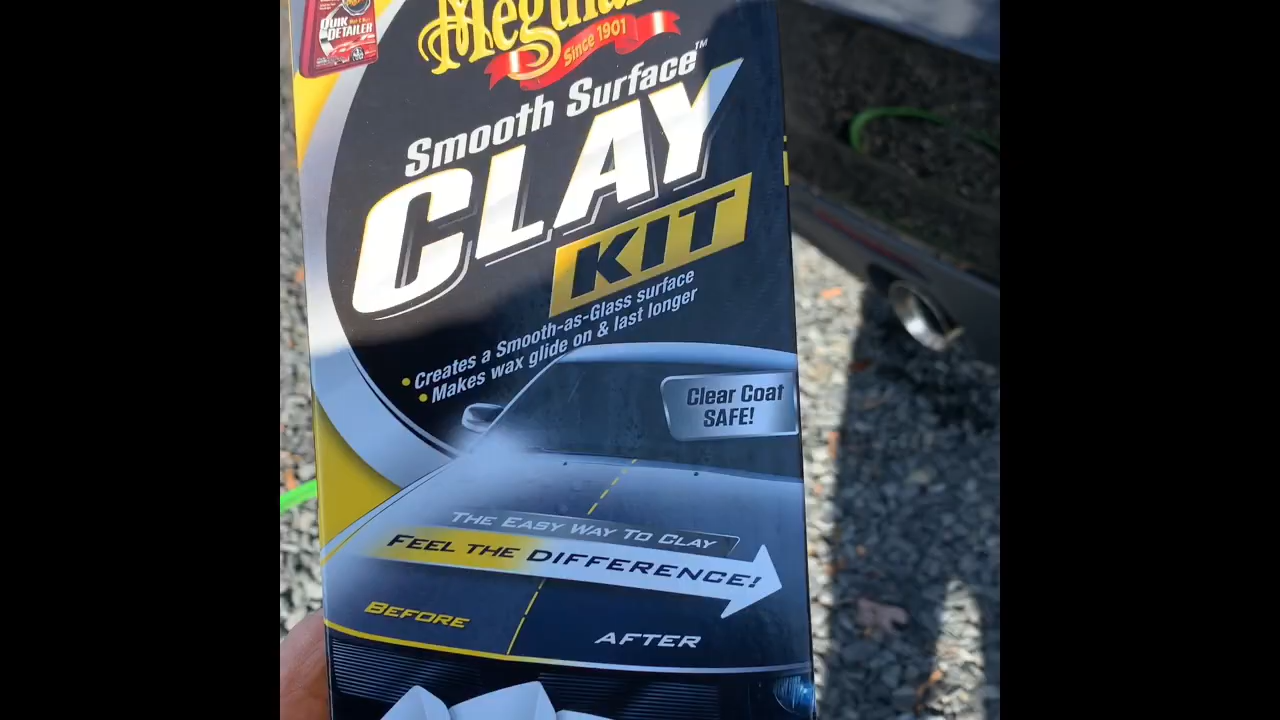 QUIK
DETAILER
Meguiar's
Since 1901
Smooth Surface™
CLAY
KIT
•Creates a Smooth-as-Glass surface
•Makes wax glide on & last longer
Clear Coat
SAFE!
THE EASY WAY TO CLAY
FEEL THE DIFFERENCE!
BEFORE
AFTER